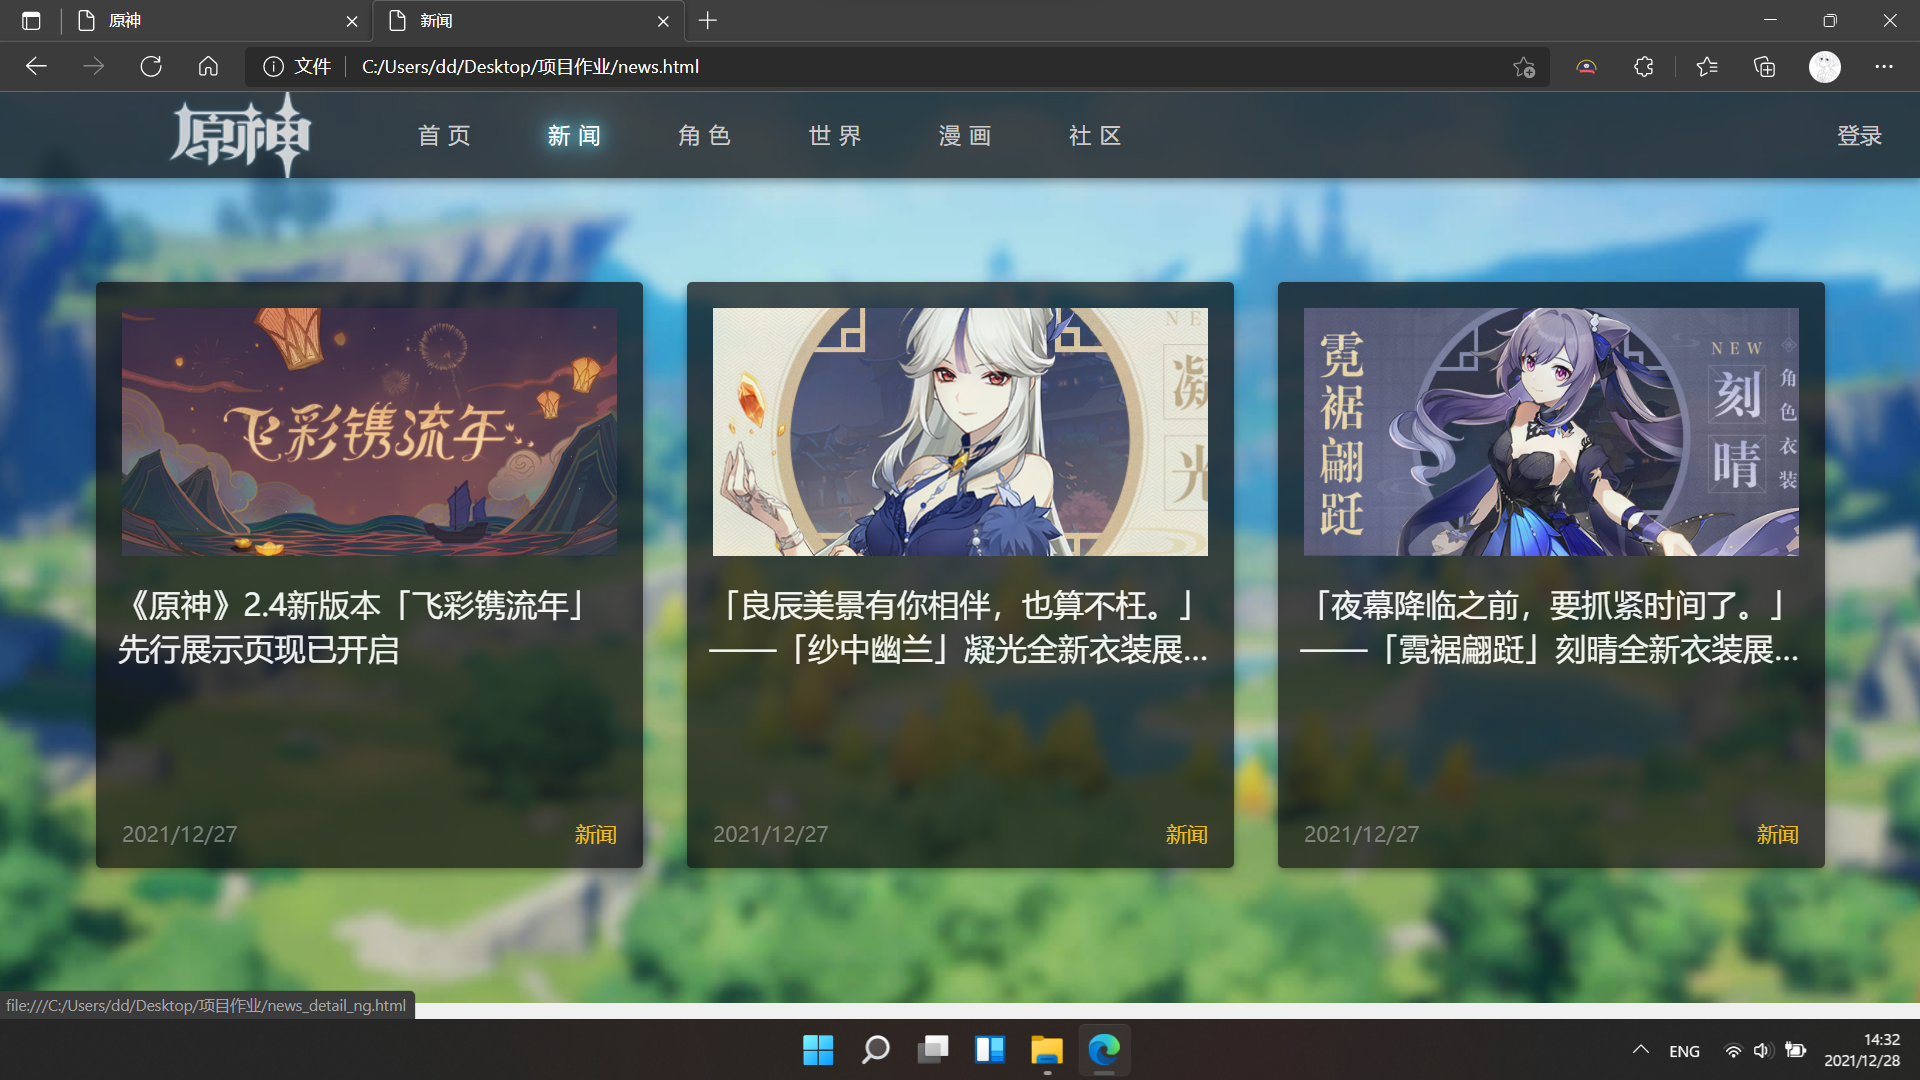 原神
新闻
文件
C:/Users/dd/Desktop/项目作业/news.html
原神
首页
新闻
角色
世界
漫画
社区
登录
飞彩镌流年
NE
凝
光
霓裾翩跹
NEW
刻晴
角色衣装
《原神》2.4新版本「飞彩镌流年」
先行展示页现已开启
「良辰美景有你相伴，也算不枉。」
——「纱中幽兰」凝光全新衣装展...
「夜幕降临之前，要抓紧时间了。」
——「霓裾翩跹」刻晴全新衣装展...
2021/12/27
新闻
2021/12/27
新闻
2021/12/27
新闻
file:///C:/Users/dd/Desktop/项目作业/news_detail_ng.html
ENG
14:32
2021/12/28